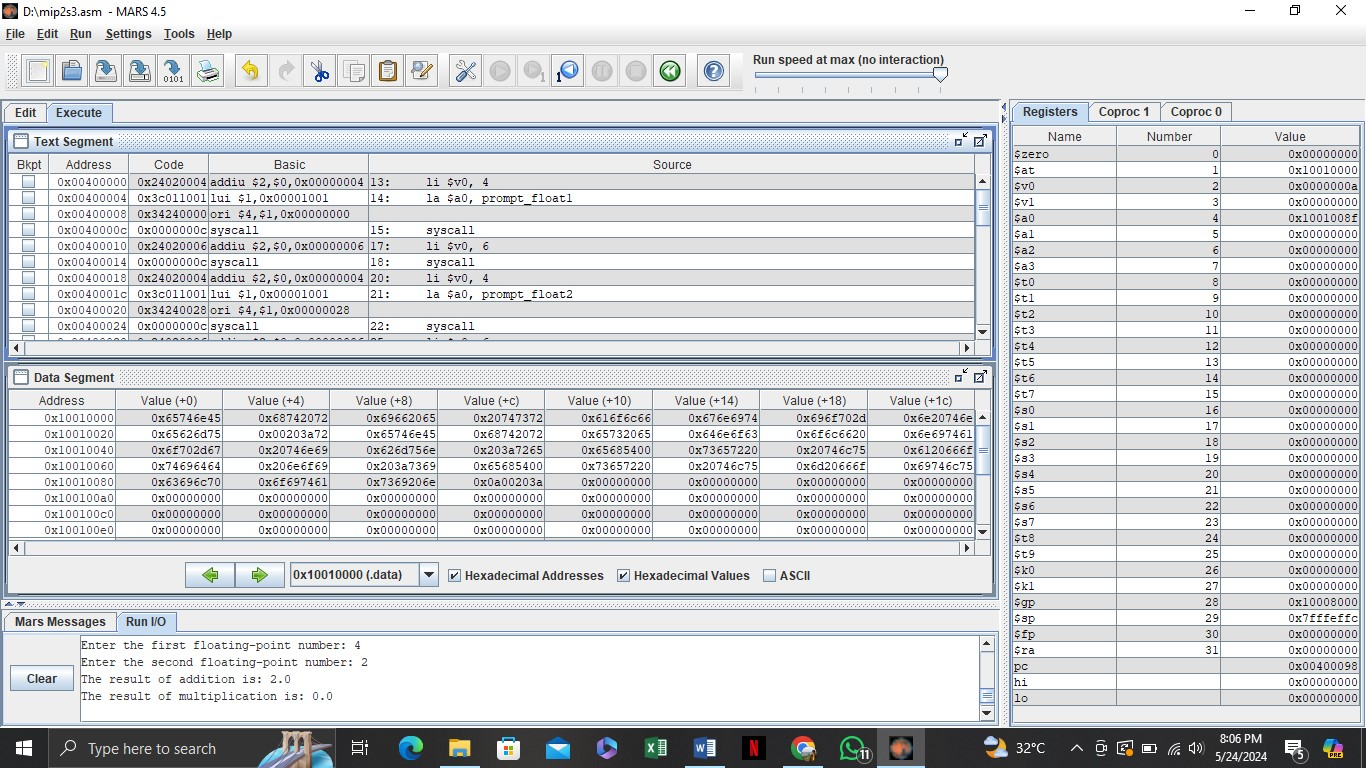 D:\mip2s3.asm - MARS 4.5
File Edit Run Settings Tools Help
Run speed at max (no interaction)
Edit Execute
Text Segment
Bkpt Address Code Basic Source
0x00400000 0x24020004 addiu $2,$0,0x00000004 13: li $v0, 4
0x00400004 0x3c011001 lui $1,0x00001001 14: la $a0, prompt_float1
0x00400008 0x34240000 ori $4,$1,0x00000000
0x0040000c 0x0000000c syscall 15: syscall
0x00400010 0x24020006 addiu $2,$0,0x00000006 17: li $v0, 6
0x00400014 0x0000000c syscall 18: syscall
0x00400018 0x24020004 addiu $2,$0,0x00000004 20: li $v0, 4
0x0040001c 0x3c011001 lui $1,0x00001001 21: la $a0, prompt_float2
0x00400020 0x34240028 ori $4,$1,0x00000028
0x00400024 0x0000000c syscall 22: syscall
Data Segment
Address Value (+0) Value (+4) Value (+8) Value (+c) Value (+10) Value (+14) Value (+18) Value (+1c)
0x10010000 0x65746e45 0x68742072 0x69662065 0x20747372 0x616f6c66 0x676e6974 0x696f702d 0x6e20746e
0x10010020 0x65626d75 0x00203a72 0x65746e45 0x68742072 0x65732065 0x646e6f63 0x6f6c6620 0x6e697461
0x10010040 0x6f702d67 0x20746e69 0x626d756e 0x203a7265 0x65685400 0x73657220 0x20746c75 0x6120666f
0x10010060 0x74696464 0x206e6f69 0x203a7369 0x65685400 0x73657220 0x20746c75 0x6d20666f 0x69746c75
0x10010080 0x63696c70 0x6f697461 0x7369206e 0x0a00203a 0x00000000 0x00000000 0x00000000 0x00000000
0x100100a0 0x00000000 0x00000000 0x00000000 0x00000000 0x00000000 0x00000000 0x00000000 0x00000000
0x100100c0 0x00000000 0x00000000 0x00000000 0x00000000 0x00000000 0x00000000 0x00000000 0x00000000
0x100100e0 0x00000000 0x00000000 0x00000000 0x00000000 0x00000000 0x00000000 0x00000000 0x00000000
0x10010000 (.data) Hexadecimal Addresses Hexadecimal Values ASCII
Mars Messages Run I/O
Clear
Enter the first floating-point number: 4
Enter the second floating-point number: 2
The result of addition is: 2.0
The result of multiplication is: 0.0
Registers Coproc 1 Coproc 0
Name Number Value
$zero 0 0x00000000
$at 1 0x10010000
$v0 2 0x0000000a
$v1 3 0x00000000
$a0 4 0x1001008f
$a1 5 0x00000000
$a2 6 0x00000000
$a3 7 0x00000000
$t0 8 0x00000000
$t1 9 0x00000000
$t2 10 0x00000000
$t3 11 0x00000000
$t4 12 0x00000000
$t5 13 0x00000000
$t6 14 0x00000000
$t7 15 0x00000000
$s0 16 0x00000000
$s1 17 0x00000000
$s2 18 0x00000000
$s3 19 0x00000000
$s4 20 0x00000000
$s5 21 0x00000000
$s6 22 0x00000000
$s7 23 0x00000000
$t8 24 0x00000000
$t9 25 0x00000000
$k0 26 0x00000000
$k1 27 0x00000000
$gp 28 0x10008000
$sp 29 0x7fffeffc
$fp 30 0x00000000
$ra 31 0x00000000
pc 0x00400098
hi 0x00000000
lo 0x00000000
Type here to search
32°C
8:06 PM
5/24/2024